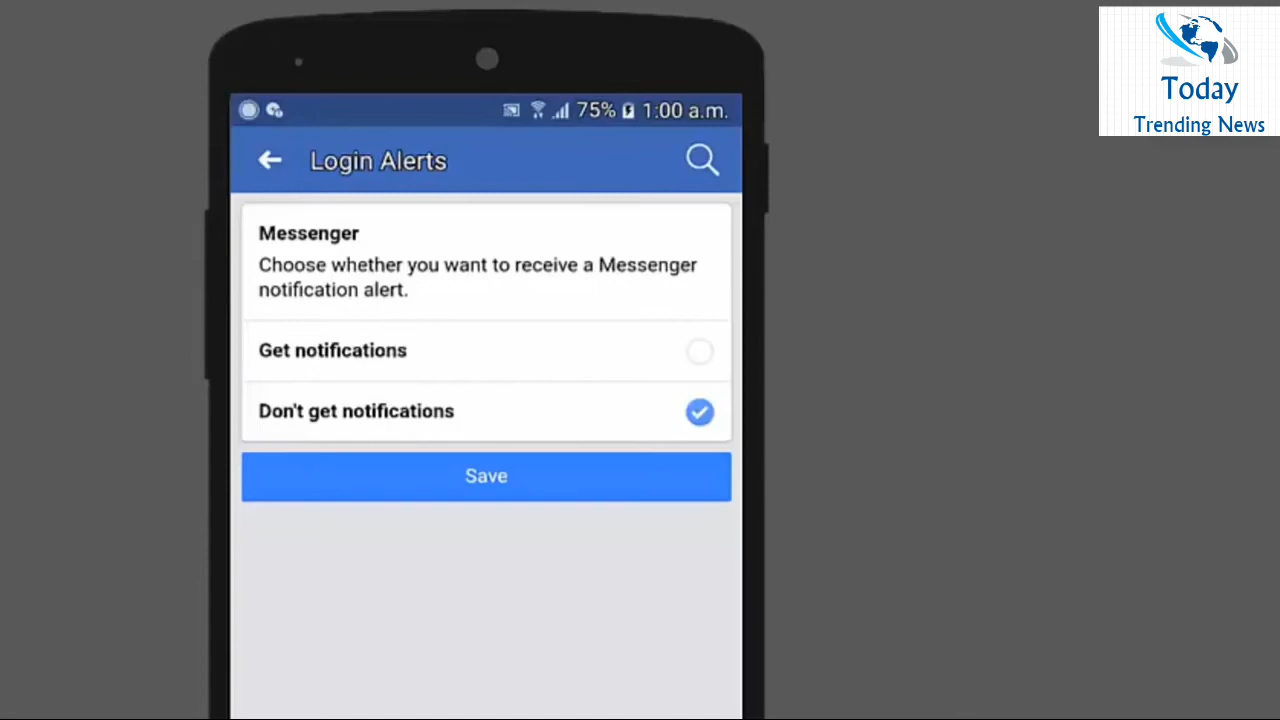 Today
Trending News
75% 1:00 a.m.
Login Alerts
Messenger
Choose whether you want to receive a Messenger
notification alert.
Get notifications
Don't get notifications
Save